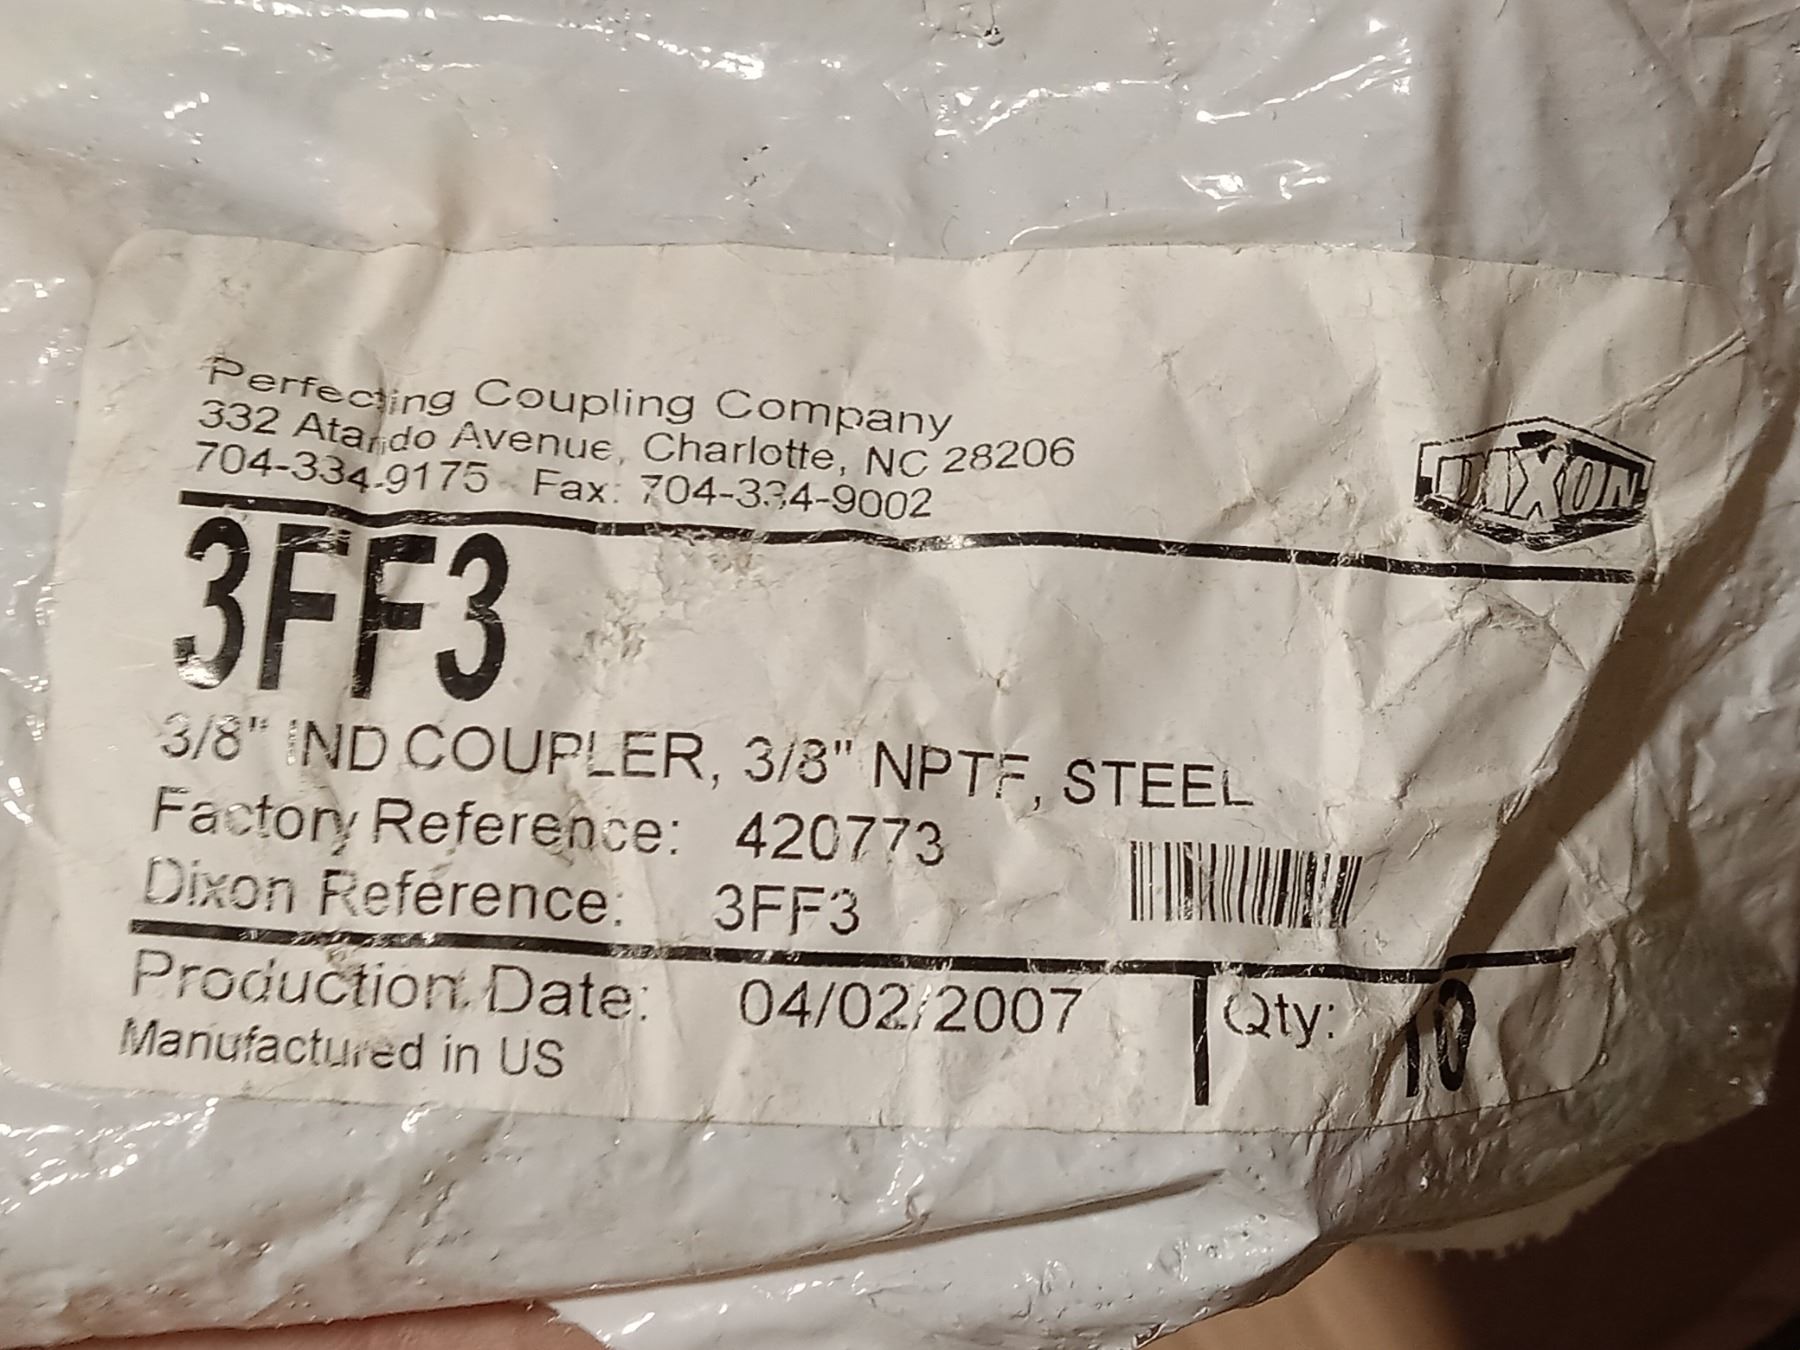 Perfecting Coupling Company
332 Atando Avenue, Charlotte, NC 28206
704-334-9175 Fax: 704-334-9002
DIXON
3FF3
3/8" IND COUPLER, 3/8" NPTF, STEEL
Factory Reference: 420773
Dixon Reference: 3FF3
Production Date: 04/02/2007 Qty: 10
Manufactured in US